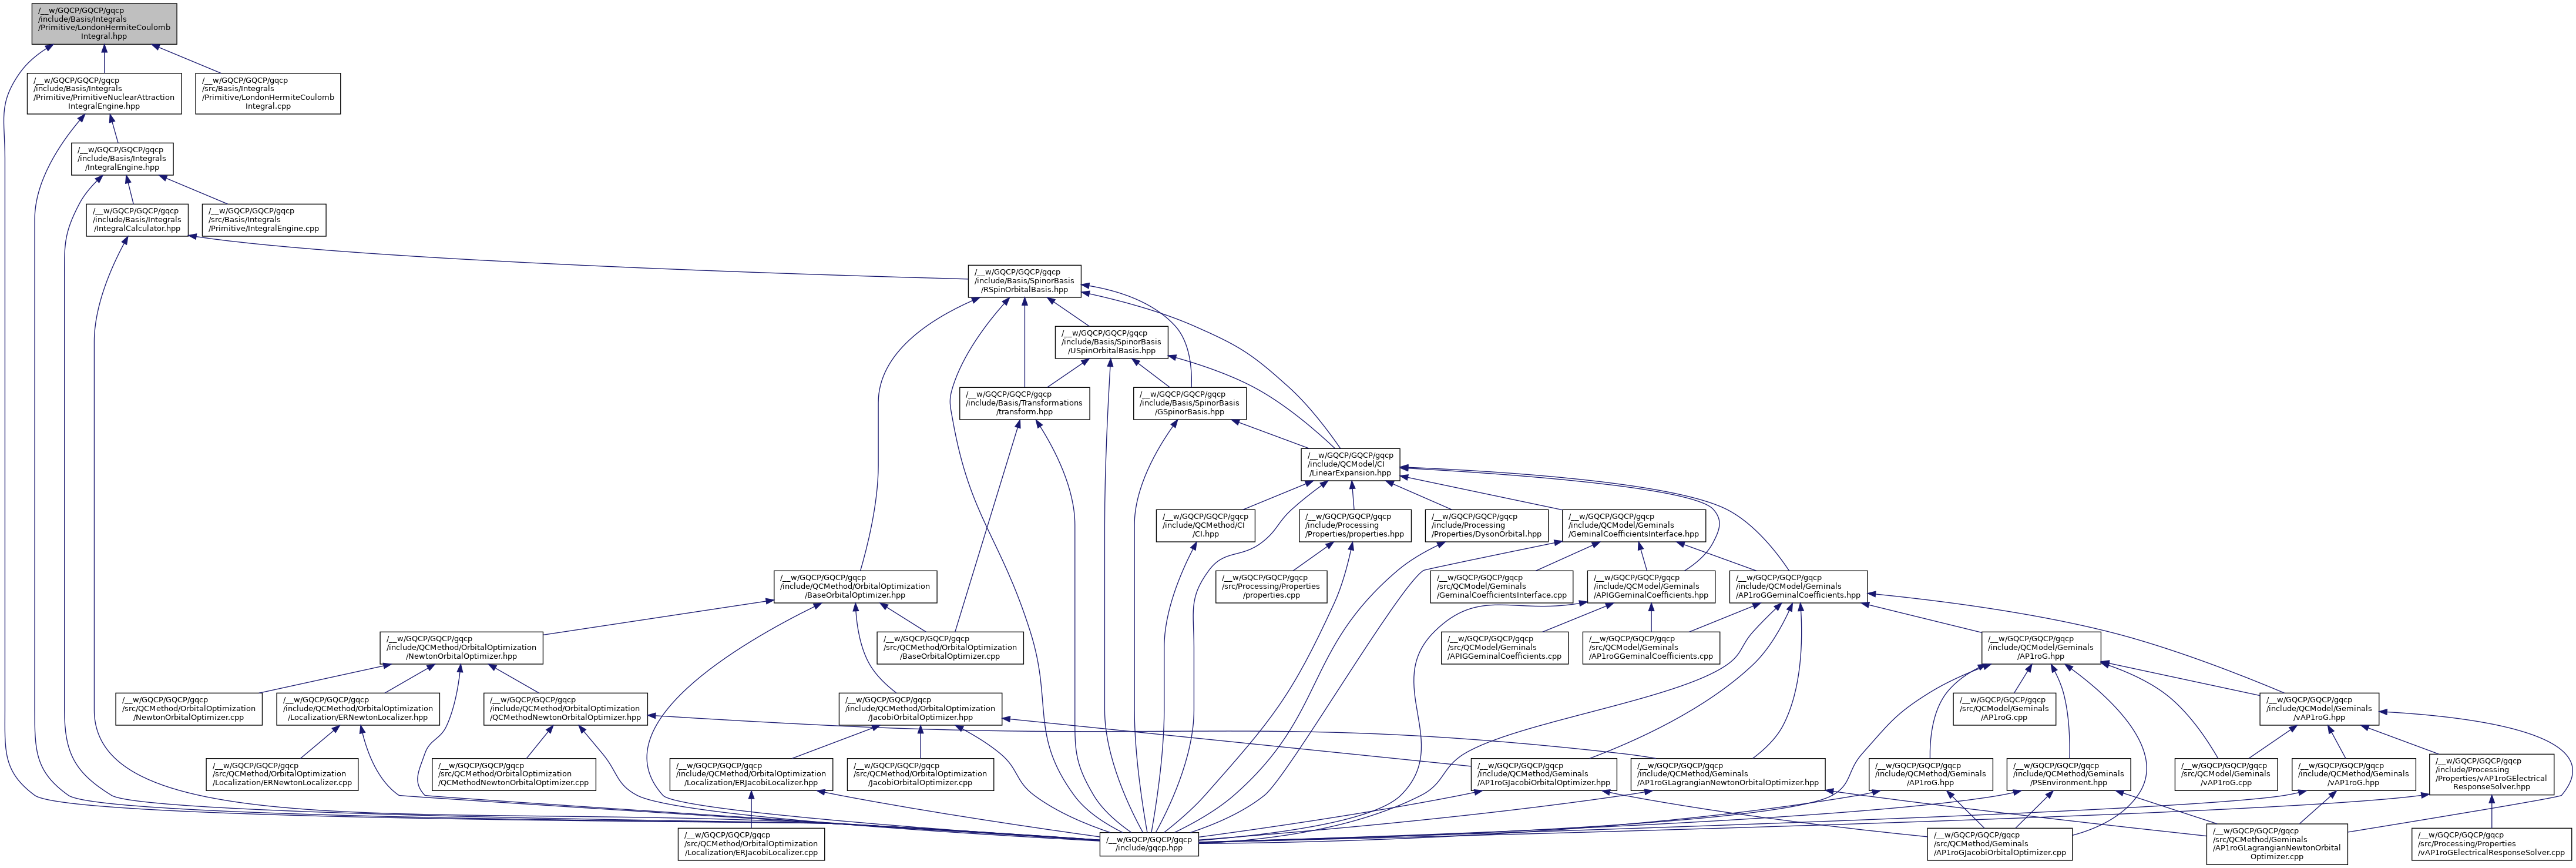 /__w/GQCP/GQCP/gqcp
/include/Basis/Integrals
/Primitive/LondonHermiteCoulomb
Integral.hpp
/__w/GQCP/GQCP/gqcp
/include/Basis/Integrals
/Primitive/PrimitiveNuclearAttraction
IntegralEngine.hpp
/__w/GQCP/GQCP/gqcp
/src/Basis/Integrals
/Primitive/LondonHermiteCoulomb
Integral.cpp
/__w/GQCP/GQCP/gqcp
/include/Basis/Integrals
/IntegralEngine.hpp
/__w/GQCP/GQCP/gqcp
/include/Basis/Integrals
/IntegralCalculator.hpp
/__w/GQCP/GQCP/gqcp
/src/Basis/Integrals
/Primitive/IntegralEngine.cpp
/__w/GQCP/GQCP/gqcp
/include/Basis/SpinorBasis
/RSpinOrbitalBasis.hpp
/__w/GQCP/GQCP/gqcp
/include/Basis/SpinorBasis
/USpinOrbitalBasis.hpp
/__w/GQCP/GQCP/gqcp
/include/Basis/Transformations
/transform.hpp
/__w/GQCP/GQCP/gqcp
/include/Basis/SpinorBasis
/GSpinorBasis.hpp
/__w/GQCP/GQCP/gqcp
/include/QCModel/CI
/LinearExpansion.hpp
/__w/GQCP/GQCP/gqcp
/include/QCMethod/CI
/CI.hpp
/__w/GQCP/GQCP/gqcp
/include/Processing
/Properties/properties.hpp
/__w/GQCP/GQCP/gqcp
/include/Processing
/Properties/DysonOrbital.hpp
/__w/GQCP/GQCP/gqcp
/include/QCModel/Geminals
/GeminalCoefficientsInterface.hpp
/__w/GQCP/GQCP/gqcp
/include/QCMethod/OrbitalOptimization
/BaseOrbitalOptimizer.hpp
/__w/GQCP/GQCP/gqcp
/src/Processing/Properties
/properties.cpp
/__w/GQCP/GQCP/gqcp
/src/QCModel/Geminals
/GeminalCoefficientsInterface.cpp
/__w/GQCP/GQCP/gqcp
/include/QCModel/Geminals
/APIGGeminalCoefficients.hpp
/__w/GQCP/GQCP/gqcp
/include/QCModel/Geminals
/AP1roGGeminalCoefficients.hpp
/__w/GQCP/GQCP/gqcp
/include/QCMethod/OrbitalOptimization
/NewtonOrbitalOptimizer.hpp
/__w/GQCP/GQCP/gqcp
/src/QCMethod/OrbitalOptimization
/BaseOrbitalOptimizer.cpp
/__w/GQCP/GQCP/gqcp
/src/QCModel/Geminals
/APIGGeminalCoefficients.cpp
/__w/GQCP/GQCP/gqcp
/src/QCModel/Geminals
/AP1roGGeminalCoefficients.cpp
/__w/GQCP/GQCP/gqcp
/include/QCModel/Geminals
/AP1roG.hpp
/__w/GQCP/GQCP/gqcp
/src/QCMethod/OrbitalOptimization
/NewtonOrbitalOptimizer.cpp
/__w/GQCP/GQCP/gqcp
/include/QCMethod/OrbitalOptimization
/Localization/ERNewtonLocalizer.hpp
/__w/GQCP/GQCP/gqcp
/include/QCMethod/OrbitalOptimization
/QCMethodNewtonOrbitalOptimizer.hpp
/__w/GQCP/GQCP/gqcp
/include/QCMethod/OrbitalOptimization
/JacobiOrbitalOptimizer.hpp
/__w/GQCP/GQCP/gqcp
/src/QCModel/Geminals
/AP1roG.cpp
/__w/GQCP/GQCP/gqcp
/include/QCModel/Geminals
/vAP1roG.hpp
/__w/GQCP/GQCP/gqcp
/src/QCMethod/OrbitalOptimization
/Localization/ERNewtonLocalizer.cpp
/__w/GQCP/GQCP/gqcp
/src/QCMethod/OrbitalOptimization
/QCMethodNewtonOrbitalOptimizer.cpp
/__w/GQCP/GQCP/gqcp
/include/QCMethod/OrbitalOptimization
/Localization/ERJacobiLocalizer.hpp
/__w/GQCP/GQCP/gqcp
/src/QCMethod/OrbitalOptimization
/JacobiOrbitalOptimizer.cpp
/__w/GQCP/GQCP/gqcp
/include/QCMethod/Geminals
/AP1roGJacobiOrbitalOptimizer.hpp
/__w/GQCP/GQCP/gqcp
/include/QCMethod/Geminals
/AP1roGLagrangianNewtonOrbitalOptimizer.hpp
/__w/GQCP/GQCP/gqcp
/include/QCMethod/Geminals
/AP1roG.hpp
/__w/GQCP/GQCP/gqcp
/include/QCMethod/Geminals
/PSEnvironment.hpp
/__w/GQCP/GQCP/gqcp
/src/QCModel/Geminals
/vAP1roG.cpp
/__w/GQCP/GQCP/gqcp
/include/QCMethod/Geminals
/vAP1roG.hpp
/__w/GQCP/GQCP/gqcp
/include/Processing
/Properties/vAP1roGElectrical
ResponseSolver.hpp
/__w/GQCP/GQCP/gqcp
/src/QCMethod/OrbitalOptimization
/Localization/ERJacobiLocalizer.cpp
/__w/GQCP/GQCP/gqcp
/include/gqcp.hpp
/__w/GQCP/GQCP/gqcp
/src/QCMethod/Geminals
/AP1roGJacobiOrbitalOptimizer.cpp
/__w/GQCP/GQCP/gqcp
/src/QCMethod/Geminals
/AP1roGLagrangianNewtonOrbital
Optimizer.cpp
/__w/GQCP/GQCP/gqcp
/src/Processing/Properties
/vAP1roGElectricalResponseSolver.cpp